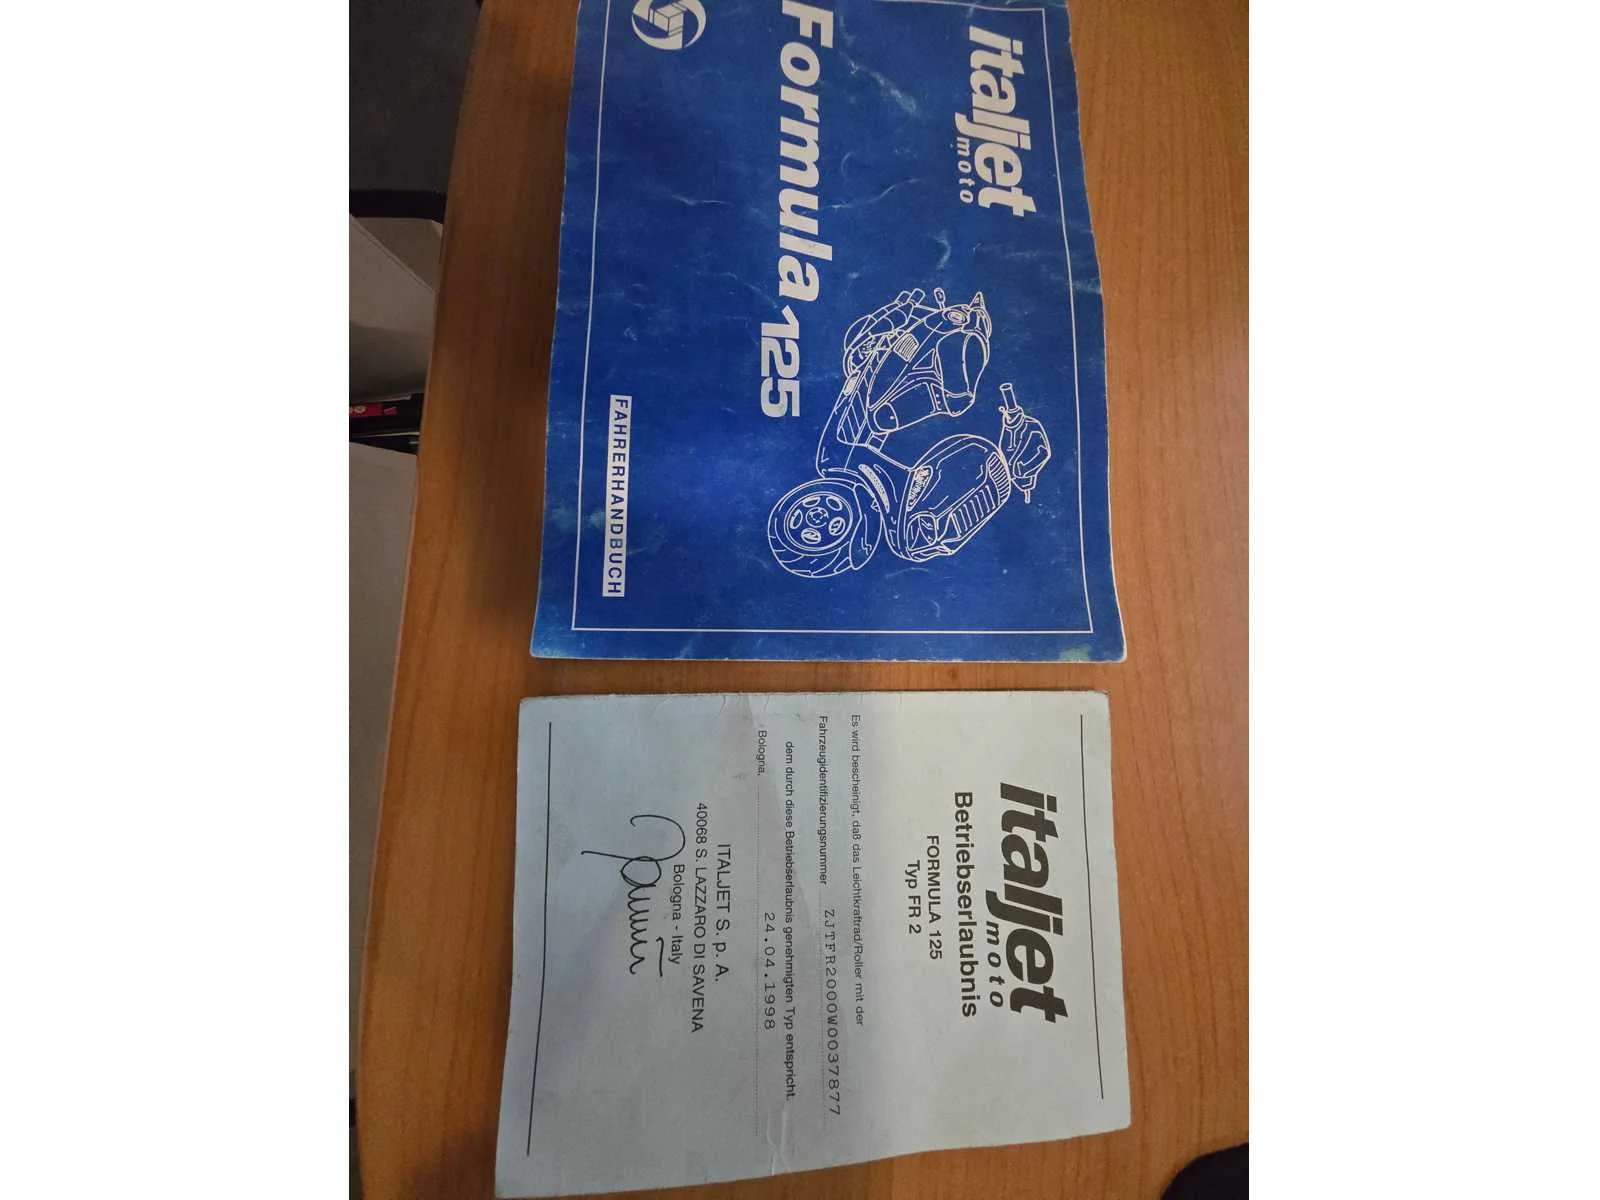 italjet
moto
Formula 125
FAHRERHANDBUCH
italjet
moto
Betriebserlaubnis
FORMULA 125
Typ FR 2
Es wird bescheinigt, daß das Leichtkraftrad/Roller mit der
Fahrzeugidentifizierungsnummer ZJTFR2000W0037877
dem durch diese Betriebserlaubnis genehmigten Typ entspricht.
Bologna, 24.04.1998
ITALJET S. p. A.
40068 S. LAZZARO DI SAVENA
Bologna - Italy